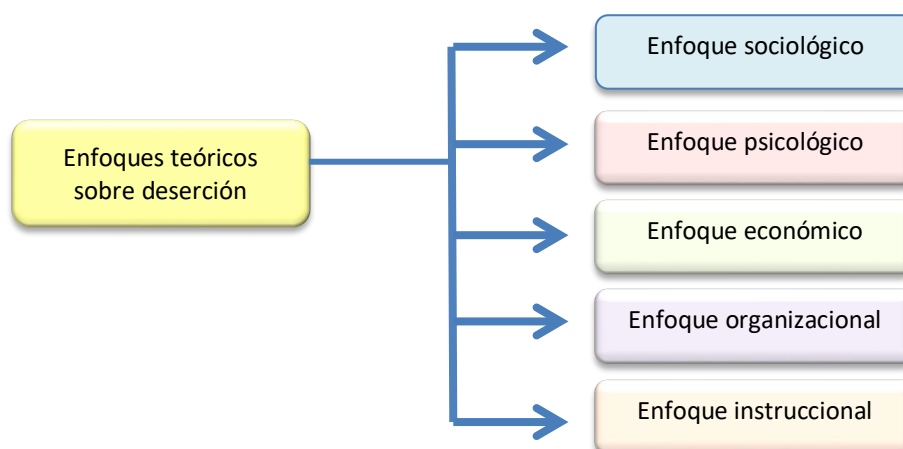 Enfoques teóricos
sobre deserción
Enfoque sociológico
Enfoque psicológico
Enfoque económico
Enfoque organizacional
Enfoque instruccional